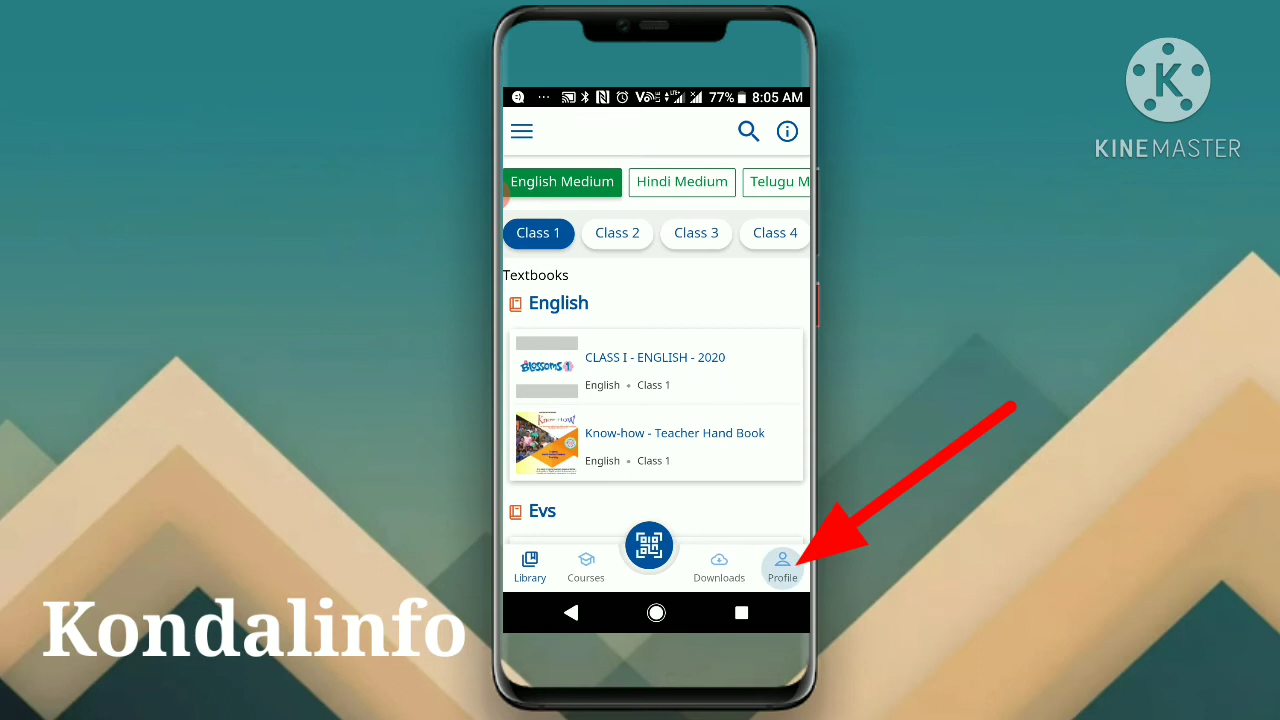 77% 8:05 AM
KINEMASTER
English Medium Hindi Medium Telugu M
Class 1 Class 2 Class 3 Class 4
Textbooks
English
Blossoms 1
CLASS I - ENGLISH - 2020
English • Class 1
Know-how - Teacher Hand Book
English • Class 1
Evs
Library Courses Downloads Profile
Kondalinfo